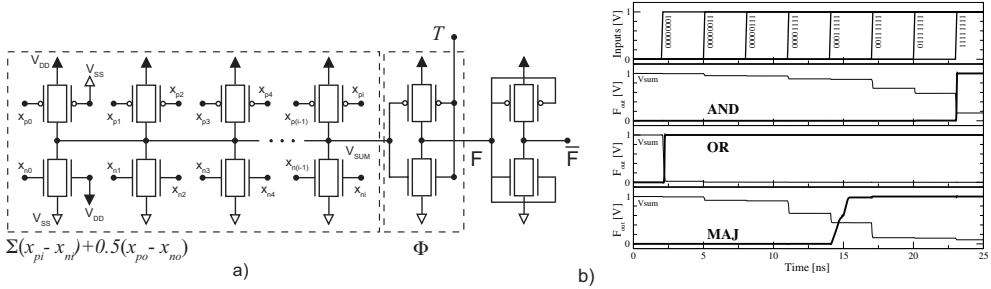 T
V_DD
V_SS
x_p0
x_p1
x_p2
x_p3
x_p4
x_p(i-1)
x_pi
V_SUM
F
F̅
x_n0
x_n1
x_n2
x_n3
x_n4
x_n(i-1)
x_ni
V_SS
V_DD
Σ(x_pi - x_ni)+0.5(x_po - x_no)
Φ
a)
b)
Inputs [V]
1
0
00000001
00000011
00000111
00001111
00011111
00111111
01111111
11111111
F_out [V]
1
0
Vsum
AND
F_out [V]
1
0
Vsum
OR
F_out [V]
1
0
Vsum
MAJ
0 5 10 15 20 25
Time [ns]